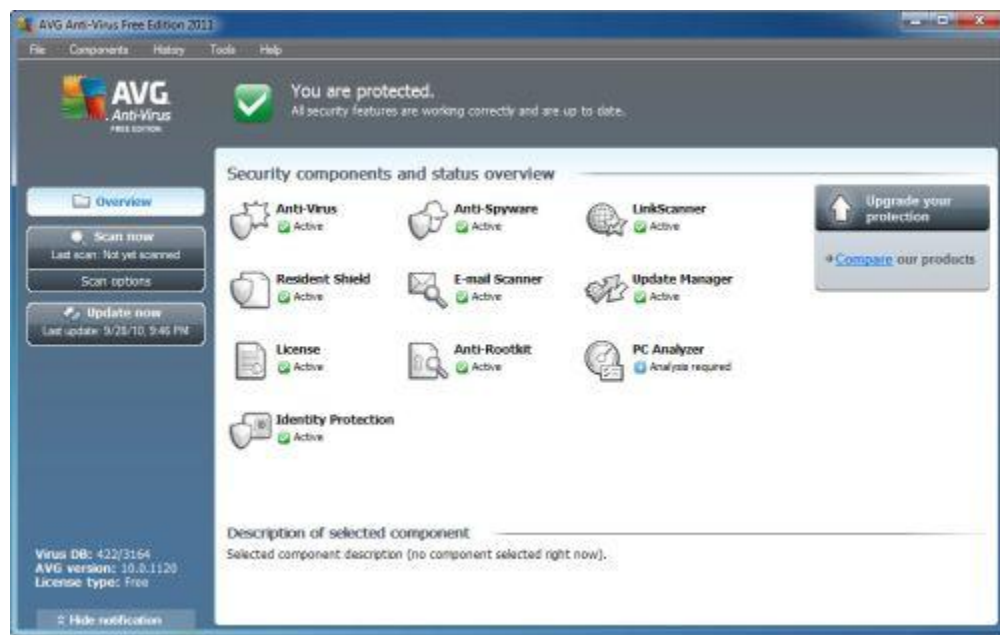 AVG Anti-Virus Free Edition 2011
File Components History Tools Help
AVG
Anti-Virus
FREE EDITION
You are protected.
All security features are working correctly and are up to date.
Overview
Scan now
Last scan: Not yet scanned
Scan options
Update now
Last update: 9/28/10, 9:46 PM
Security components and status overview
Anti-Virus
Active
Anti-Spyware
Active
LinkScanner
Active
Resident Shield
Active
E-mail Scanner
Active
Update Manager
Active
License
Active
Anti-Rootkit
Active
PC Analyzer
Analysis required
Identity Protection
Active
Upgrade your
protection
Compare our products
Description of selected component
Selected component description (no component selected right now).
Virus DB: 422/3164
AVG version: 10.0.1120
License type: Free
Hide notification